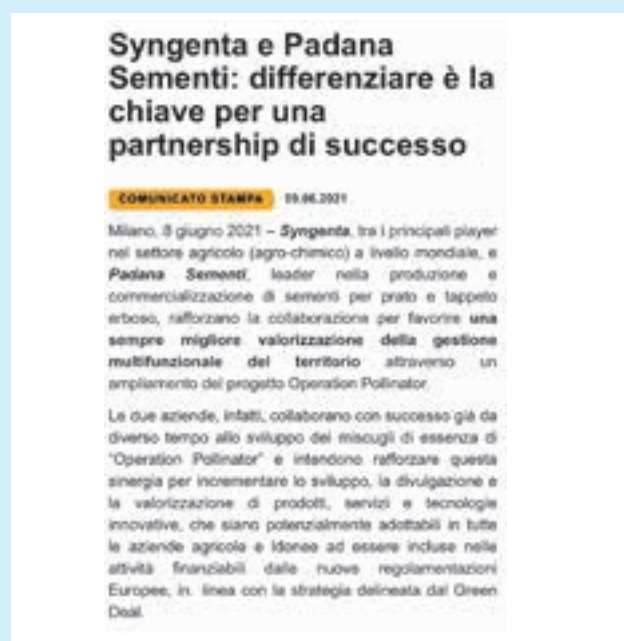 Syngenta e Padana
Sementi: differenziare è la
chiave per una
partnership di successo
COMUNICATO STAMPA 09.06.2021
Milano, 8 giugno 2021 – Syngenta, tra i principali player
nel settore agricolo (agro-chimico) a livello mondiale, e
Padana Sementi, leader nella produzione e
commercializzazione di sementi per prato e tappeto
erboso, rafforzano la collaborazione per favorire una
sempre migliore valorizzazione della gestione
multifunzionale del territorio attraverso un
ampliamento del progetto Operation Pollinator.
Le due aziende, infatti, collaborano con successo già da
diverso tempo allo sviluppo dei miscugli di essenza di
"Operation Pollinator" e intendono rafforzare questa
sinergia per incrementare lo sviluppo, la divulgazione e
la valorizzazione di prodotti, servizi e tecnologie
innovative, che siano potenzialmente adottabili in tutte
le aziende agricole e Idonee ad essere incluse nelle
attività finanziabili dalle nuove regolamentazioni
Europee, in. linea con la strategia delineata dal Green
Deal.